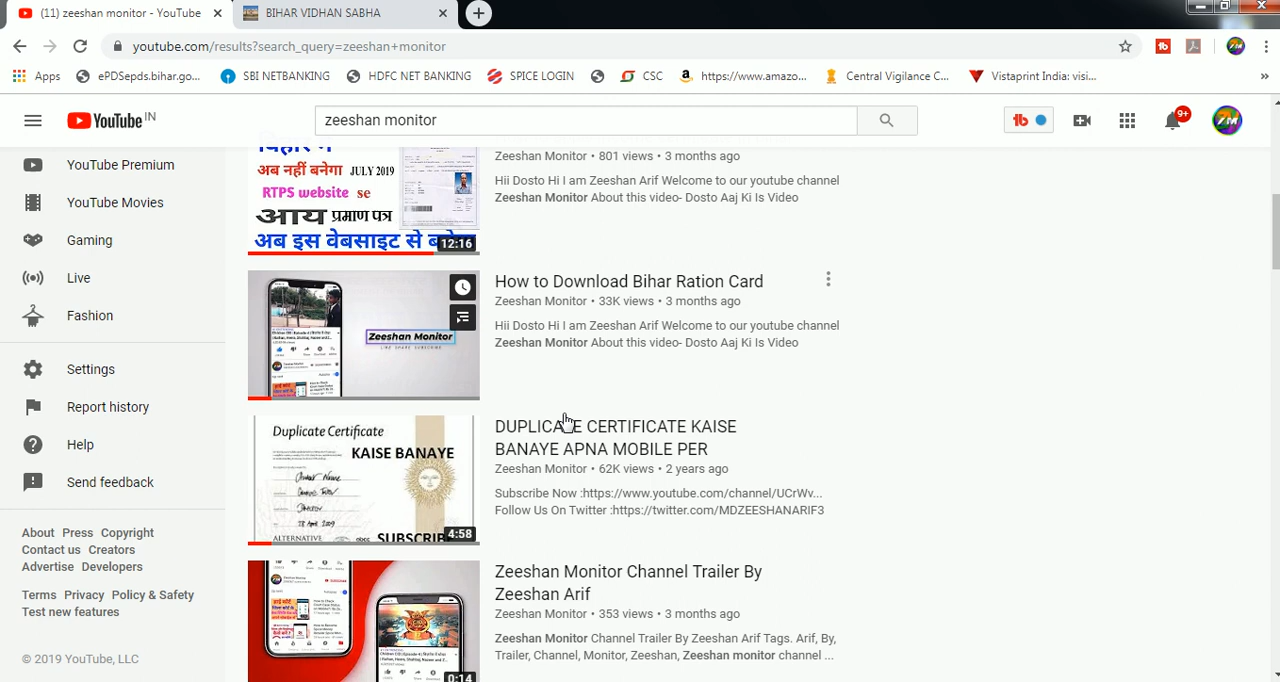 (11) zeeshan monitor - YouTube
BIHAR VIDHAN SABHA
youtube.com/results?search_query=zeeshan+monitor
Apps
ePDSepds.bihar.go...
SBI NETBANKING
HDFC NET BANKING
SPICE LOGIN
CSC
https://www.amazo...
Central Vigilance C...
Vistaprint India: visi...
YouTube IN
zeeshan monitor
9+
YouTube Premium
YouTube Movies
Gaming
Live
Fashion
Settings
Report history
Help
Send feedback
About Press Copyright
Contact us Creators
Advertise Developers
Terms Privacy Policy & Safety
Test new features
© 2019 YouTube, LLC
अब नहीं बनेगा JULY 2019
RTPS website से
आय प्रमाण पत्र
अब इस वेबसाइट से
12:16
Zeeshan Monitor • 801 views • 3 months ago
Hii Dosto Hi I am Zeeshan Arif Welcome to our youtube channel
Zeeshan Monitor About this video- Dosto Aaj Ki Is Video
Zeeshan Monitor
LIKE SHARE SUBSCRIBE
How to Download Bihar Ration Card
Zeeshan Monitor • 33K views • 3 months ago
Hii Dosto Hi I am Zeeshan Arif Welcome to our youtube channel
Zeeshan Monitor About this video- Dosto Aaj Ki Is Video
Duplicate Certificate
KAISE BANAYE
ALTERNATIVE
SUBSCRIB
4:58
DUPLICATE CERTIFICATE KAISE
BANAYE APNA MOBILE PER
Zeeshan Monitor • 62K views • 2 years ago
Subscribe Now :https://www.youtube.com/channel/UCrWv...
Follow Us On Twitter :https://twitter.com/MDZEESHANARIF3
0:14
Zeeshan Monitor Channel Trailer By
Zeeshan Arif
Zeeshan Monitor • 353 views • 3 months ago
Zeeshan Monitor Channel Trailer By Zeeshan Arif Tags. Arif, By,
Trailer, Channel, Monitor, Zeeshan, Zeeshan monitor channel...